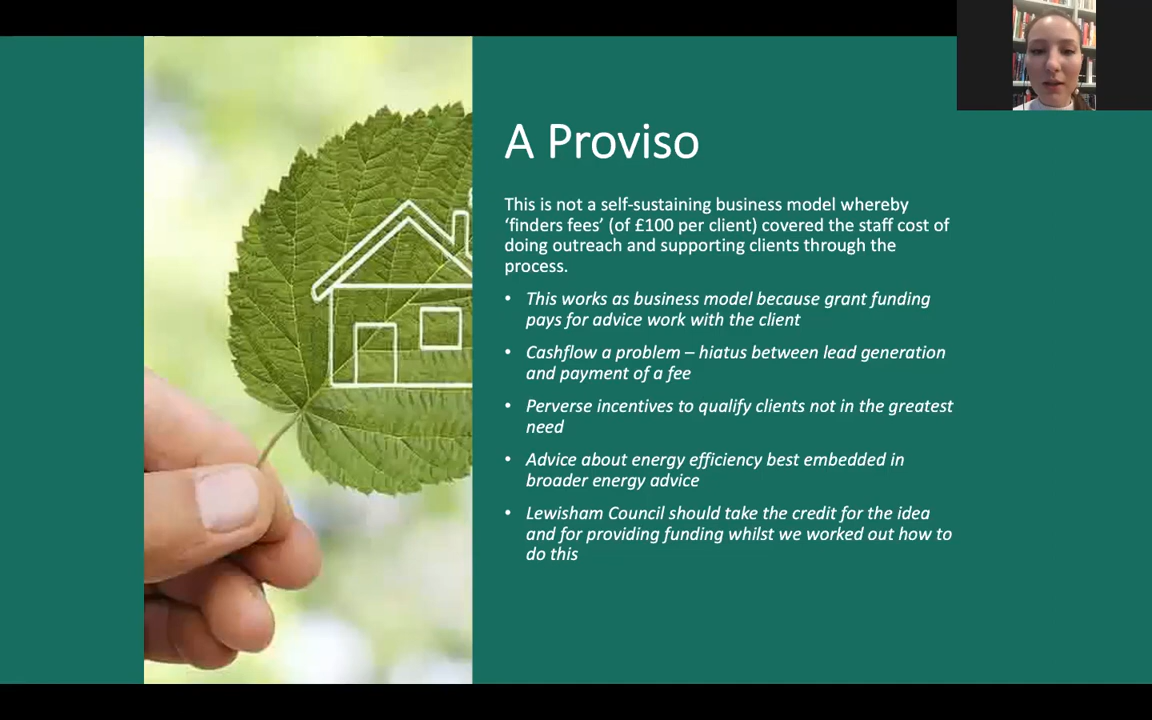 A Proviso
This is not a self-sustaining business model whereby
‘finders fees’ (of £100 per client) covered the staff cost of
doing outreach and supporting clients through the
process.
• This works as business model because grant funding
pays for advice work with the client
• Cashflow a problem – hiatus between lead generation
and payment of a fee
• Perverse incentives to qualify clients not in the greatest
need
• Advice about energy efficiency best embedded in
broader energy advice
• Lewisham Council should take the credit for the idea
and for providing funding whilst we worked out how to
do this